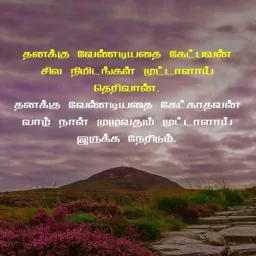 தனக்கு வேண்டியதை கேட்பவன்
சில நிமிடங்கள் முட்டாளாய்
தெரிவான்.
தனக்கு வேண்டியதை கேட்காதவன்
வாழ் நாள் முழுவதும் முட்டாளாய்
இருக்க நேரிடும்.